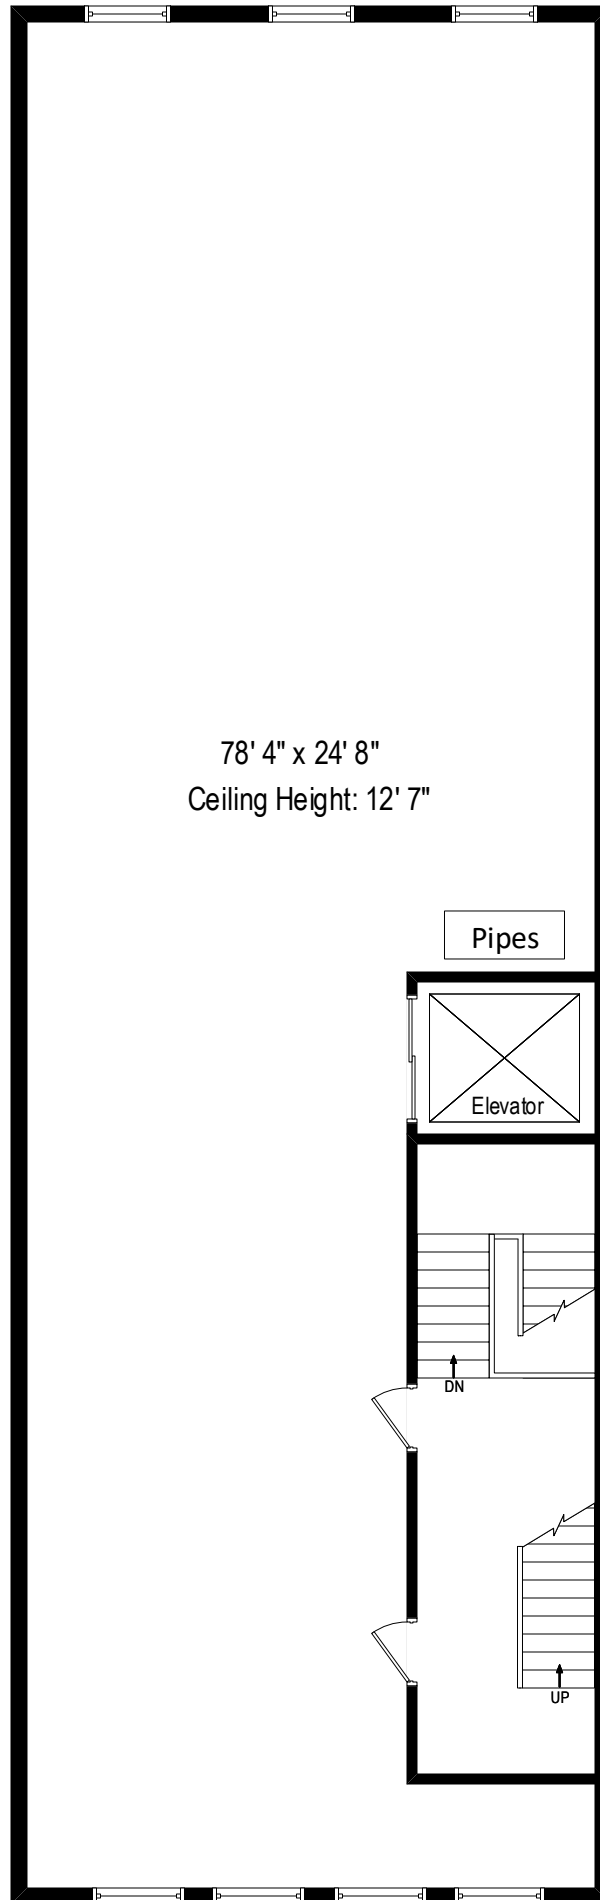 78' 4" x 24' 8"
Ceiling Height: 12' 7"
Pipes
Elevator
DN
UP